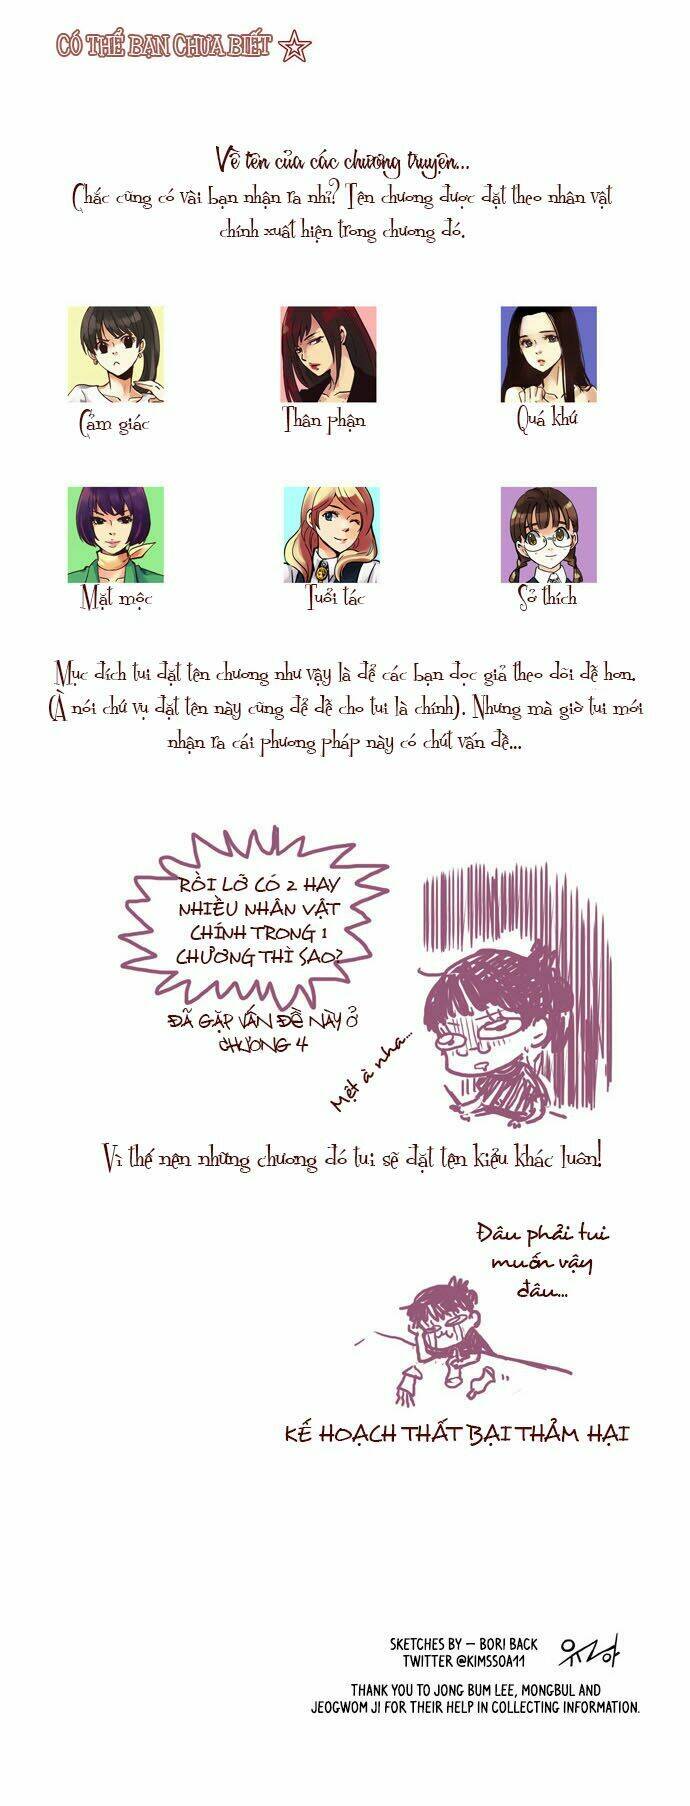 CÓ THỂ BẠN CHƯA BIẾT ☆
Về tên của các chương truyện...
Chắc cũng có vài bạn nhận ra nhỉ? Tên chương được đặt theo nhân vật
chính xuất hiện trong chương đó.
Cảm giác
Thân phận
Quá khứ
Mặt mộc
Tuổi tác
Sở thích
Mục đích tui đặt tên chương như vậy là để các bạn đọc giả theo dõi dễ hơn.
(À nói chứ vụ đặt tên này cũng để dễ cho tui là chính). Nhưng mà giờ tui mới
nhận ra cái phương pháp này có chút vấn đề...
RỒI LỠ CÓ 2 HAY
NHIỀU NHÂN VẬT
CHÍNH TRONG 1
CHƯƠNG THÌ SAO?
ĐÃ GẶP VẤN ĐỀ NÀY Ở
CHƯƠNG 4
Mệt à nha...
Vì thế nên những chương đó tui sẽ đặt tên kiểu khác luôn!
Đâu phải tui
muốn vậy
đâu...
KẾ HOẠCH THẤT BẠI THẢM HẠI
SKETCHES BY – BORI BACK
TWITTER @KIMSSOA11
THANK YOU TO JONG BUM LEE, MONGBUL AND
JEOGWOM JI FOR THEIR HELP IN COLLECTING INFORMATION.